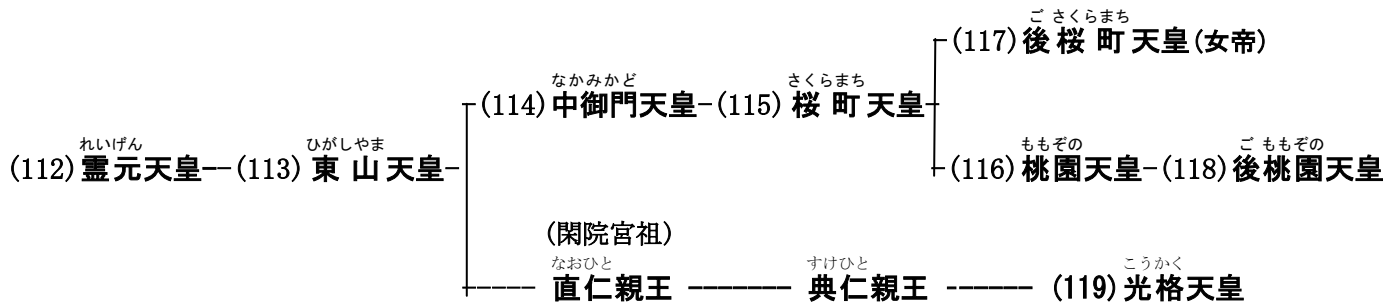 ご さくらまち
(117) 後桜町天皇(女帝)
なかみかど さくらまち
(114) 中御門天皇 (115) 桜町天皇
れいげん ひがしやま ももぞの ご ももぞの
(112) 霊元天皇 (113) 東山天皇 (116) 桃園天皇 (118) 後桃園天皇
(閑院宮祖)
なおひと すけひと こうかく
直仁親王 典仁親王 (119) 光格天皇